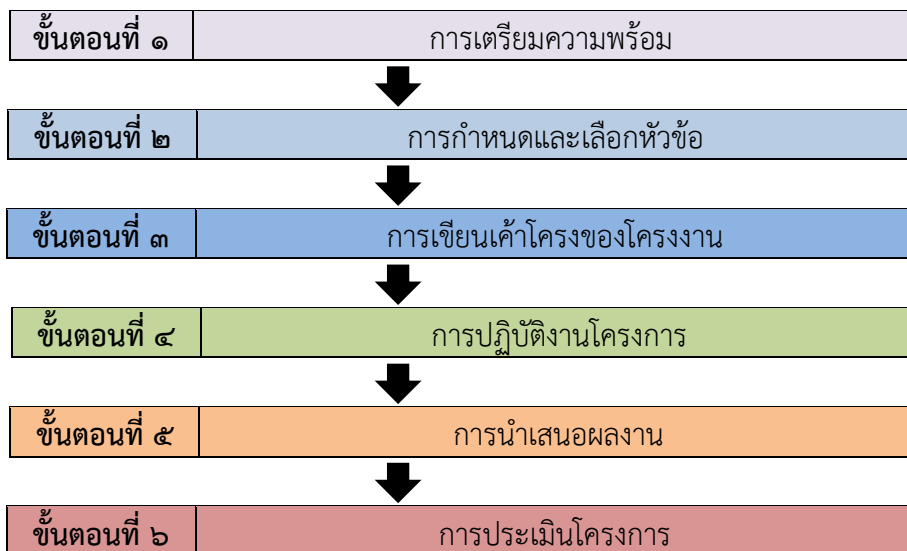 ขั้นตอนที่ ๑ การเตรียมความพร้อม
ขั้นตอนที่ ๒ การกำหนดและเลือกหัวข้อ
ขั้นตอนที่ ๓ การเขียนเค้าโครงของโครงงาน
ขั้นตอนที่ ๔ การปฏิบัติงานโครงการ
ขั้นตอนที่ ๕ การนำเสนอผลงาน
ขั้นตอนที่ ๖ การประเมินโครงการ